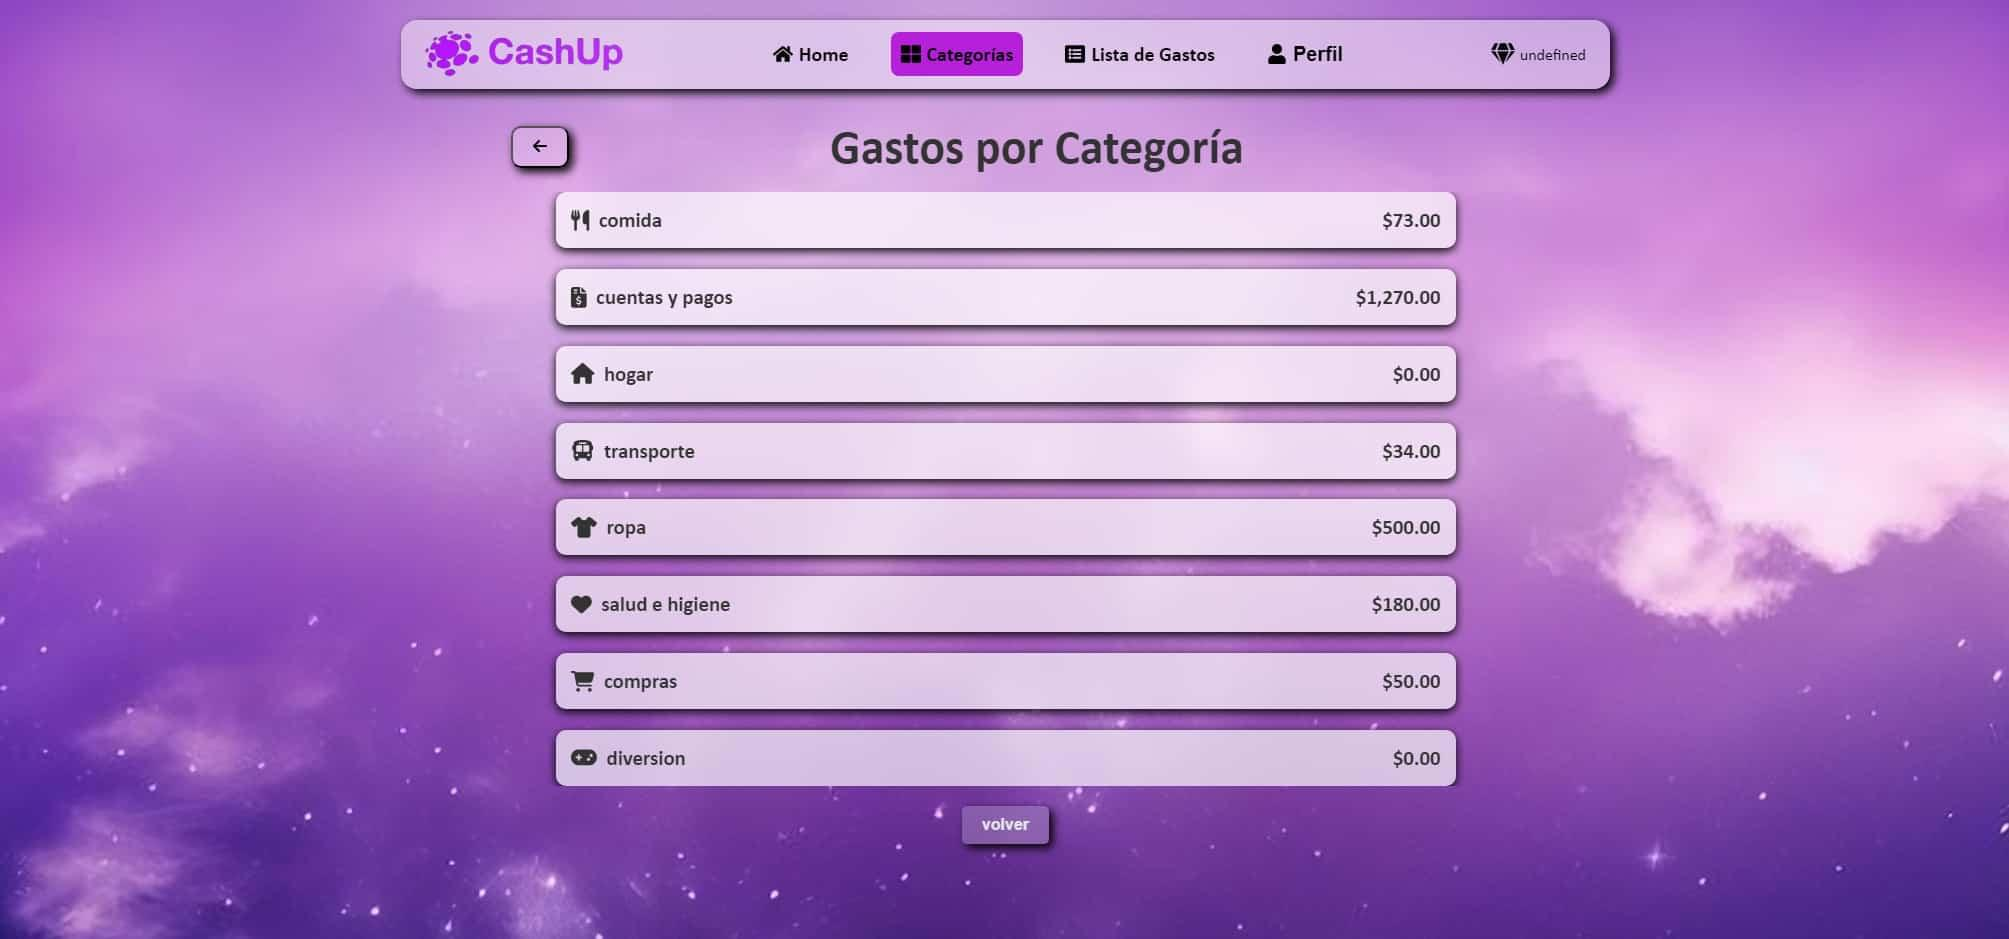 CashUp Home Categorías Lista de Gastos Perfil undefined
Gastos por Categoría
comida $73.00
cuentas y pagos $1,270.00
hogar $0.00
transporte $34.00
ropa $500.00
salud e higiene $180.00
compras $50.00
diversion $0.00
volver